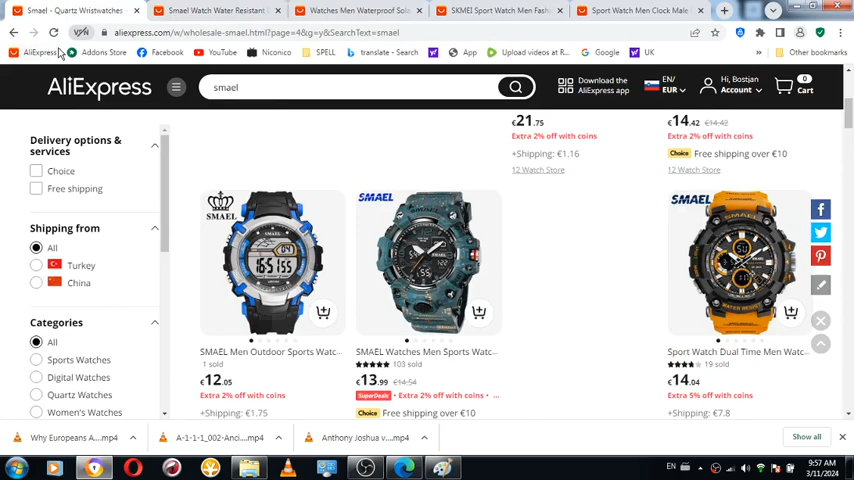 Smael - Quartz Wristwatches
Smael Watch Water Resistant
Watches Men Waterproof Sola
SKMEI Sport Watch Men Fash
Sport Watch Men Clock Male
VPN
aliexpress.com/w/wholesale-smael.html?page=4&g=y&SearchText=smael
AliExpress
Addons Store
Facebook
YouTube
Niconico
SPELL
translate - Search
App
Upload videos at R...
Google
UK
»
Other bookmarks
AliExpress
smael
Download the
AliExpress app
EN/
EUR
Hi, Bostjan
Account
0
Cart
Delivery options &
services
Choice
Free shipping
Shipping from
All
Turkey
China
Categories
All
Sports Watches
Digital Watches
Quartz Watches
Women's Watches
€21.75
Extra 2% off with coins
+Shipping: €1.16
12 Watch Store
€14.42 €14.42
Extra 2% off with coins
Choice Free shipping over €10
12 Watch Store
SMAEL
SMAEL
SMAEL
SMAEL Men Outdoor Sports Watc...
1 sold
€12.05
Extra 2% off with coins
+Shipping: €1.75
SMAEL Watches Men Sports Watc...
103 sold
€13.99 €14.54
SuperDeals • Extra 2% off with coins • ...
Choice Free shipping over €10
Sport Watch Dual Time Men Watc...
19 sold
€14.04
Extra 5% off with coins
+Shipping: €7.8
Why Europeans A....mp4
A-1-1-1_002-Anci....mp4
Anthony Joshua v....mp4
Show all
EN
9:57 AM
3/11/2024